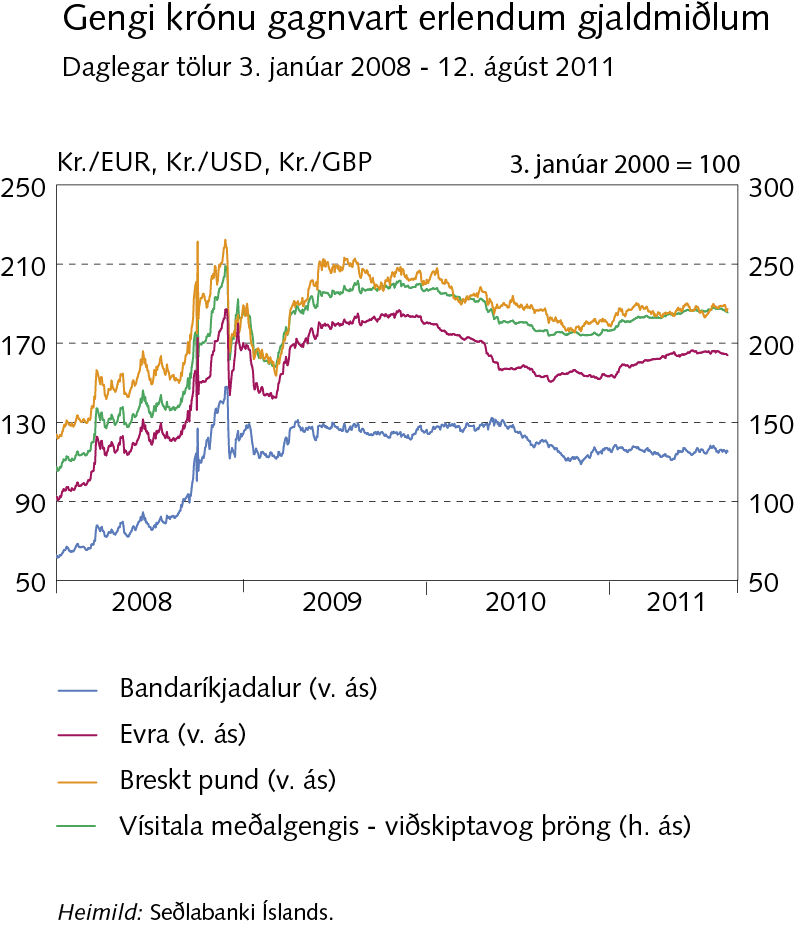 Gengi krónu gagnvart erlendum gjaldmiðlum
Daglegar tölur 3. janúar 2008 - 12. ágúst 2011
Kr./EUR, Kr./USD, Kr./GBP
3. janúar 2000 = 100
250
300
210
250
170
200
130
150
90
100
50
50
2008
2009
2010
2011
Bandaríkjadalur (v. ás)
Evra (v. ás)
Breskt pund (v. ás)
Vísitala meðalgengis - viðskiptavog þröng (h. ás)
Heimild: Seðlabanki Íslands.